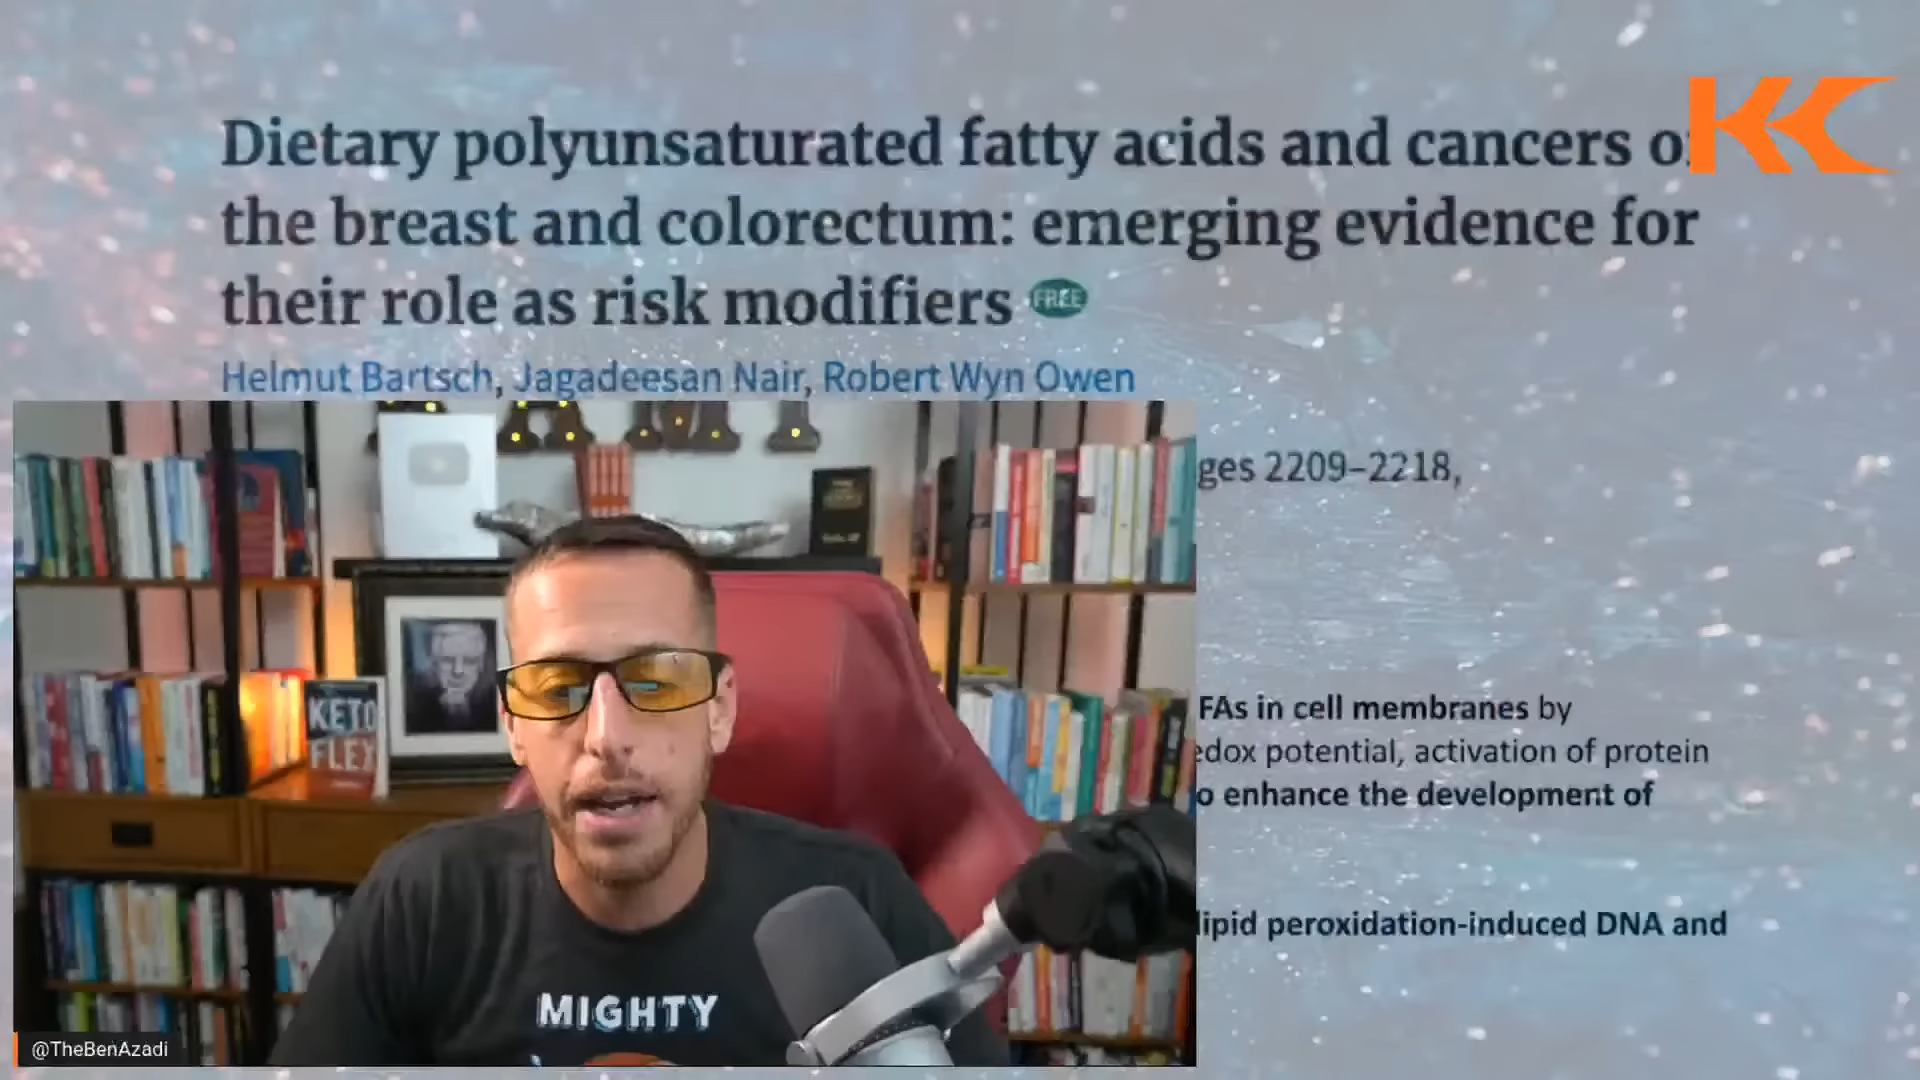 Dietary polyunsaturated fatty acids and cancers o
the breast and colorectum: emerging evidence for
their role as risk modifiers FREE
Helmut Bartsch, Jagadeesan Nair, Robert Wyn Owen
ges 2209–2218,
FAs in cell membranes by
edox potential, activation of protein
o enhance the development of
lipid peroxidation-induced DNA and
KETO
FLEX
MIGHTY
@TheBenAzadi
KK